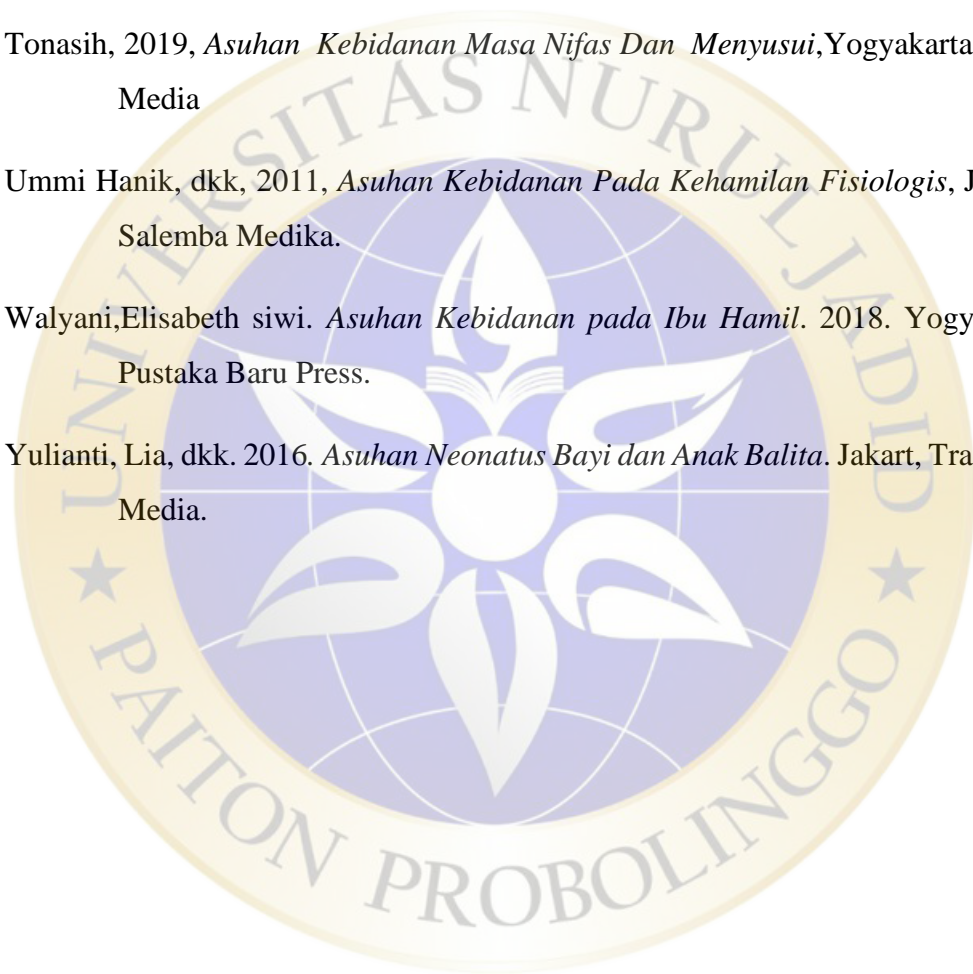 Tonasih, 2019, Asuhan Kebidanan Masa Nifas Dan Menyusui,Yogyakarta
Media
Ummi Hanik, dkk, 2011, Asuhan Kebidanan Pada Kehamilan Fisiologis,
Salemba Medika.
Walyani,Elisabeth siwi. Asuhan Kebidanan pada Ibu Hamil. 2018.
Pustaka Baru Press.
Yulianti, Lia, dkk. 2016. Asuhan Neonatus Bayi dan Anak Balita. Jakart,
Media.
UNIVERSITAS NURUL JADID
PAITON PROBOLINGGO